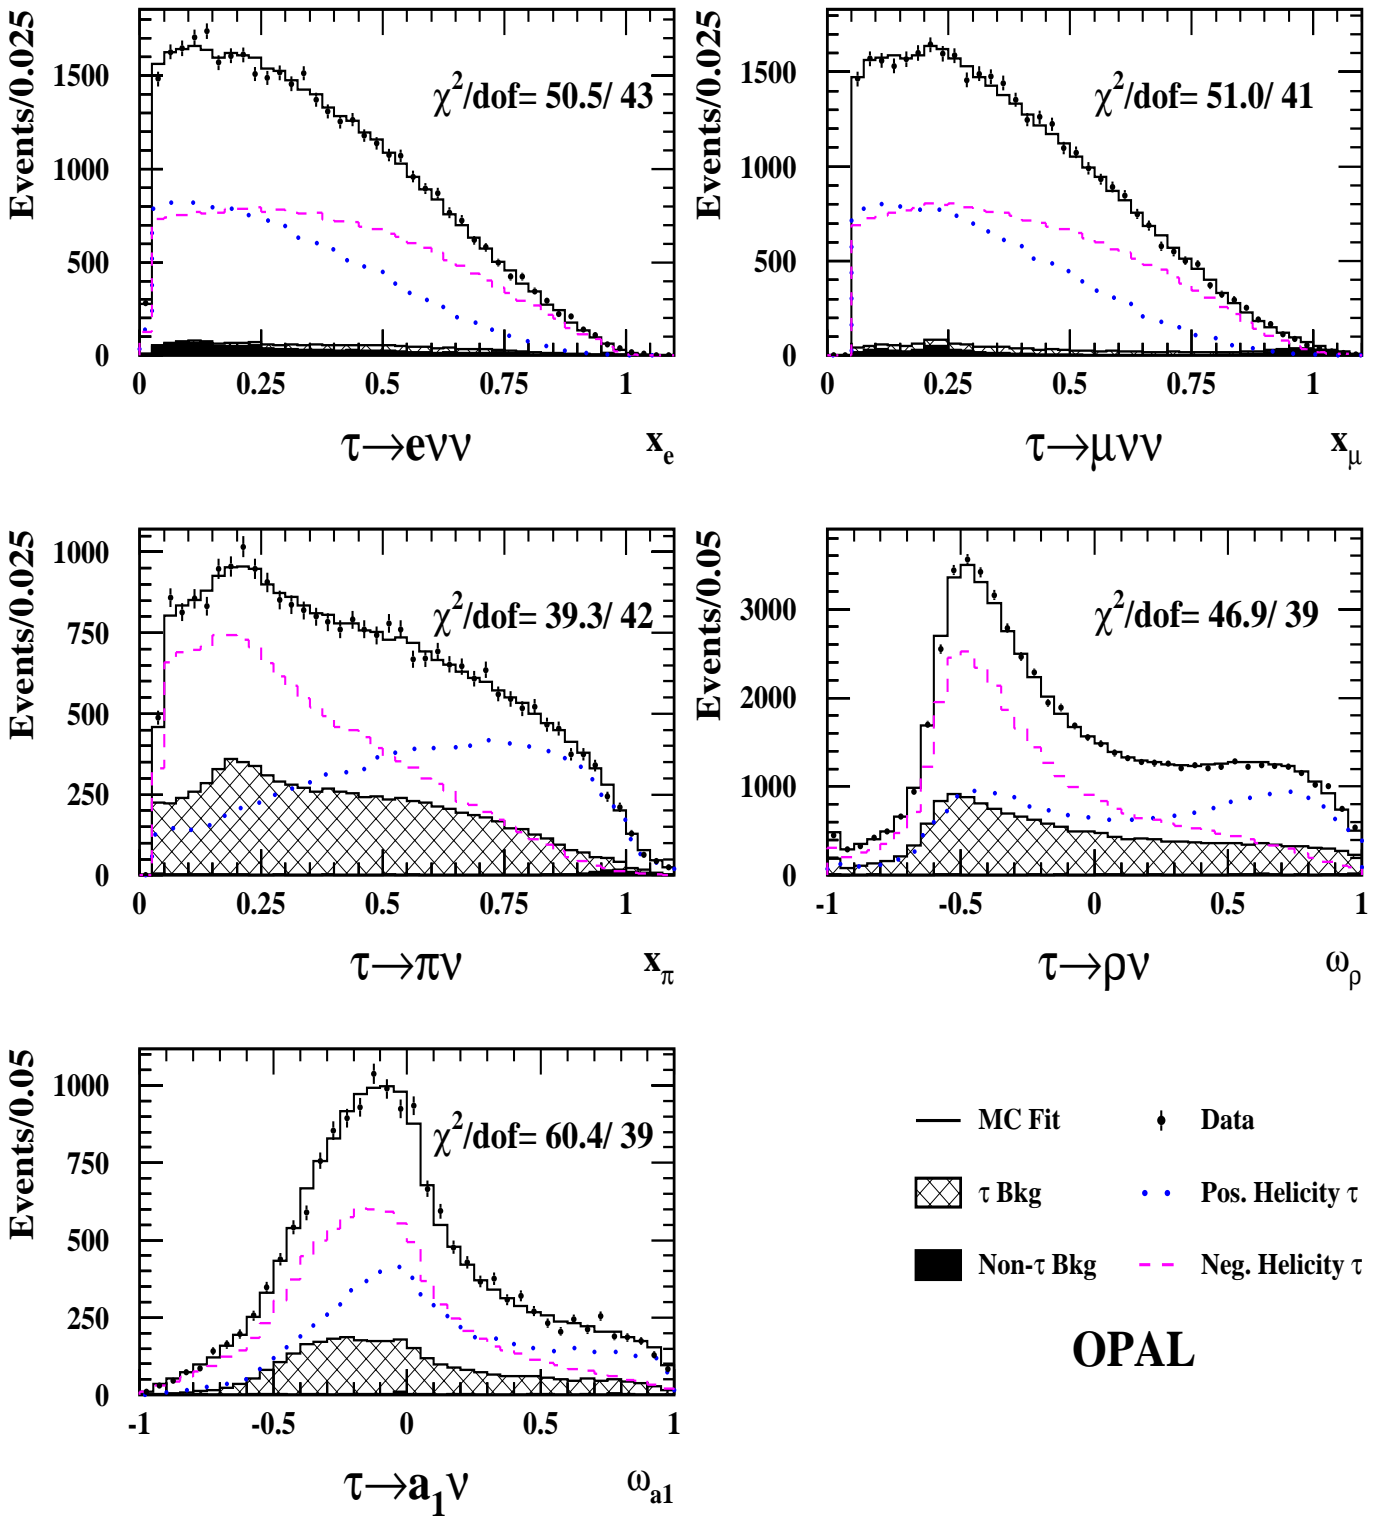 Events/0.025
1500
1000
500
0
χ²/dof= 50.5/ 43
0 0.25 0.5 0.75 1
τ→eνν
x_e
Events/0.025
1500
1000
500
0
χ²/dof= 51.0/ 41
0 0.25 0.5 0.75 1
τ→μνν
x_μ
Events/0.025
1000
750
500
250
0
χ²/dof= 39.3/ 42
0 0.25 0.5 0.75 1
τ→πν
x_π
Events/0.05
3000
2000
1000
0
χ²/dof= 46.9/ 39
-1 -0.5 0 0.5 1
τ→ρν
ω_ρ
Events/0.05
1000
750
500
250
0
χ²/dof= 60.4/ 39
-1 -0.5 0 0.5 1
τ→a₁ν
ω_a1
MC Fit
Data
τ Bkg
Pos. Helicity τ
Non-τ Bkg
Neg. Helicity τ
OPAL